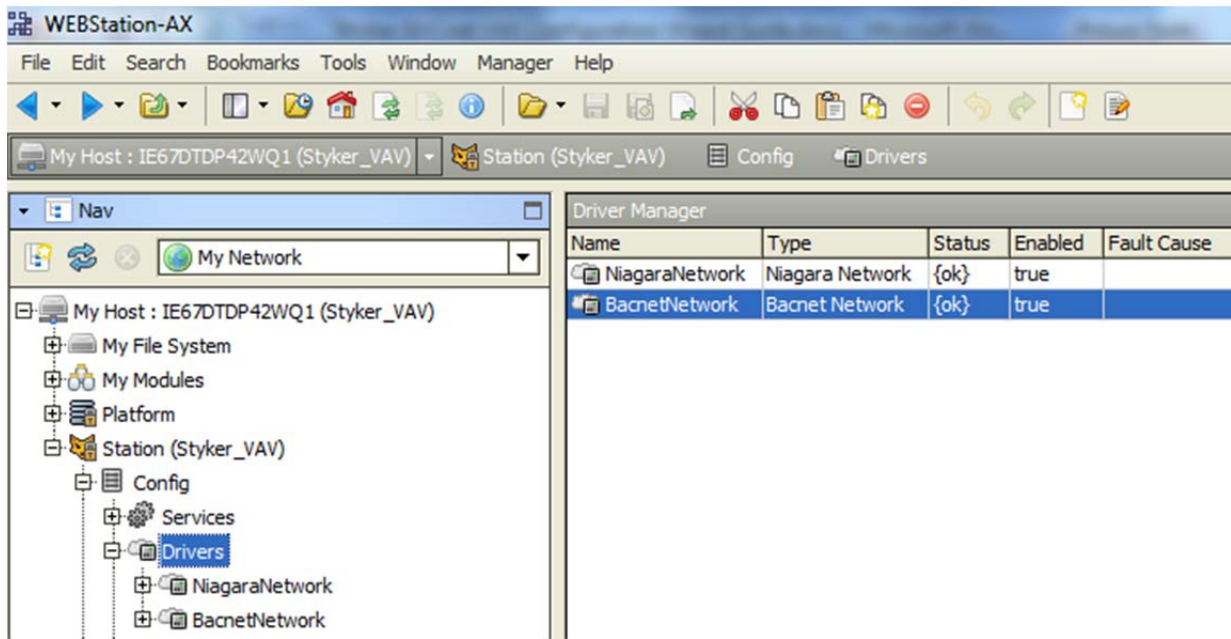 WEBStation-AX
File Edit Search Bookmarks Tools Window Manager Help
My Host : IE67DTDP42WQ1 (Styker_VAV) Station (Styker_VAV) Config Drivers
Nav
My Network
My Host : IE67DTDP42WQ1 (Styker_VAV)
My File System
My Modules
Platform
Station (Styker_VAV)
Config
Services
Drivers
NiagaraNetwork
BacnetNetwork
Driver Manager
Name Type Status Enabled Fault Cause
NiagaraNetwork Niagara Network {ok} true
BacnetNetwork Bacnet Network {ok} true